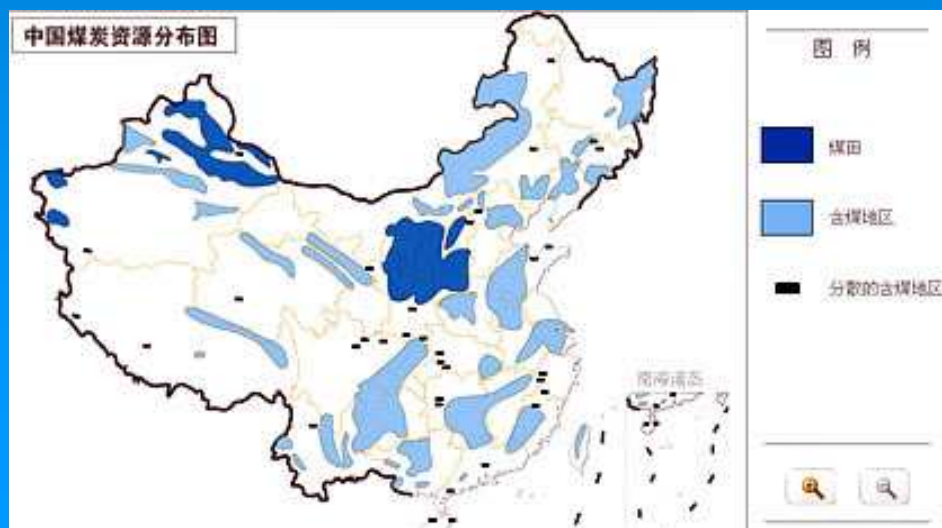 中国煤炭资源分布图
图 例
煤田
含煤地区
分散的含煤地区
南海诸岛